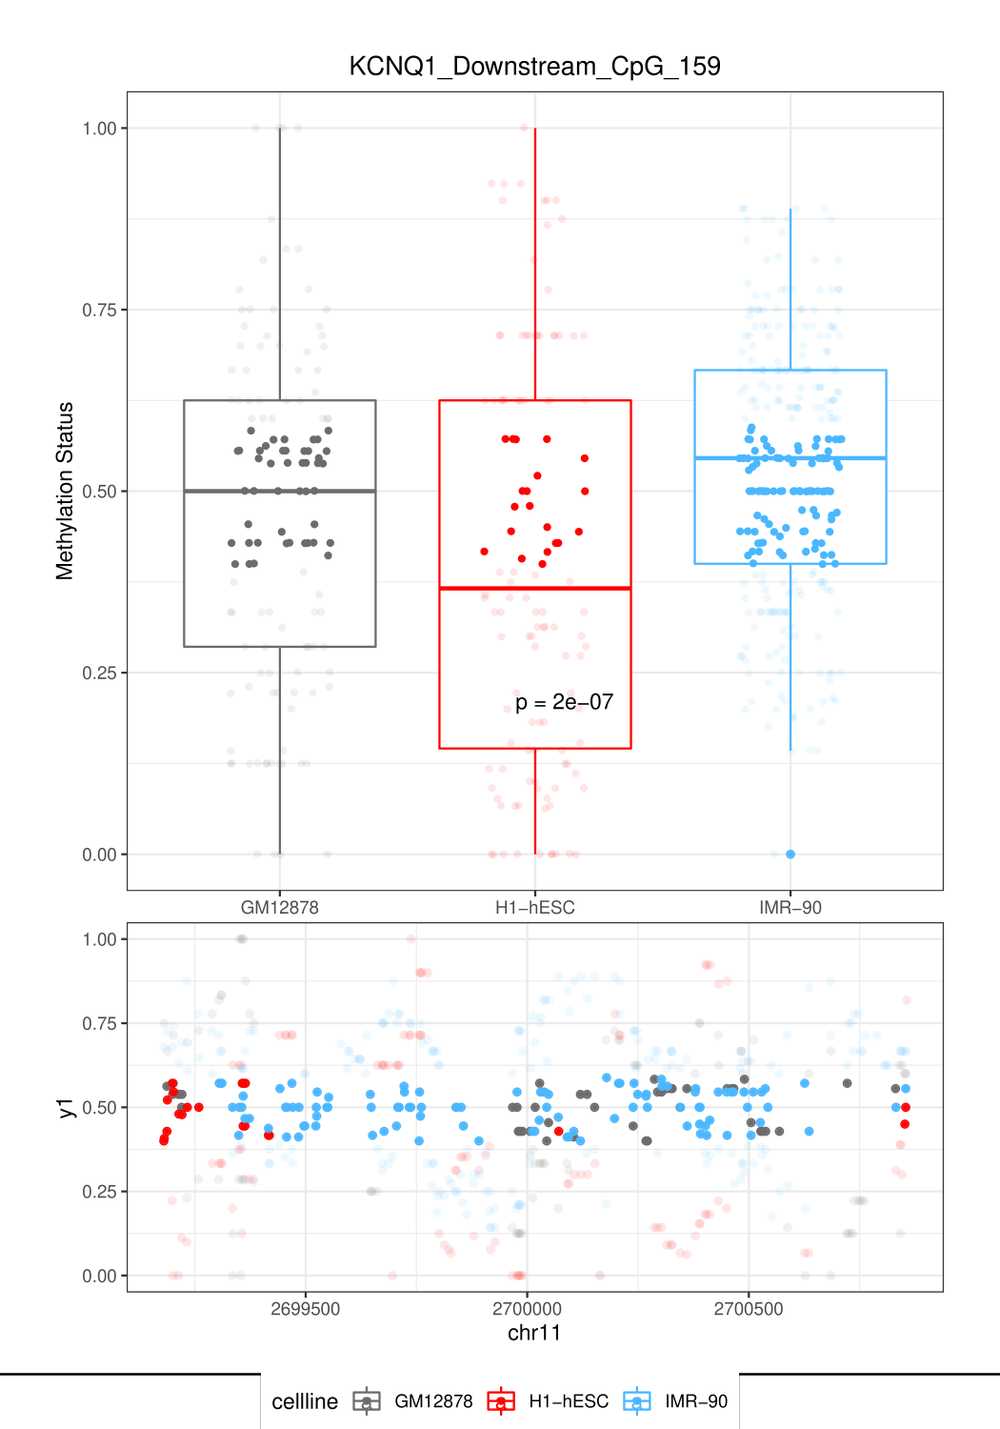 KCNQ1_Downstream_CpG_159
Methylation Status
1.00
0.75
0.50
0.25
0.00
p = 2e−07
GM12878 H1−hESC IMR−90
y1
1.00
0.75
0.50
0.25
0.00
2699500 2700000 2700500
chr11
cellline GM12878 H1−hESC IMR−90